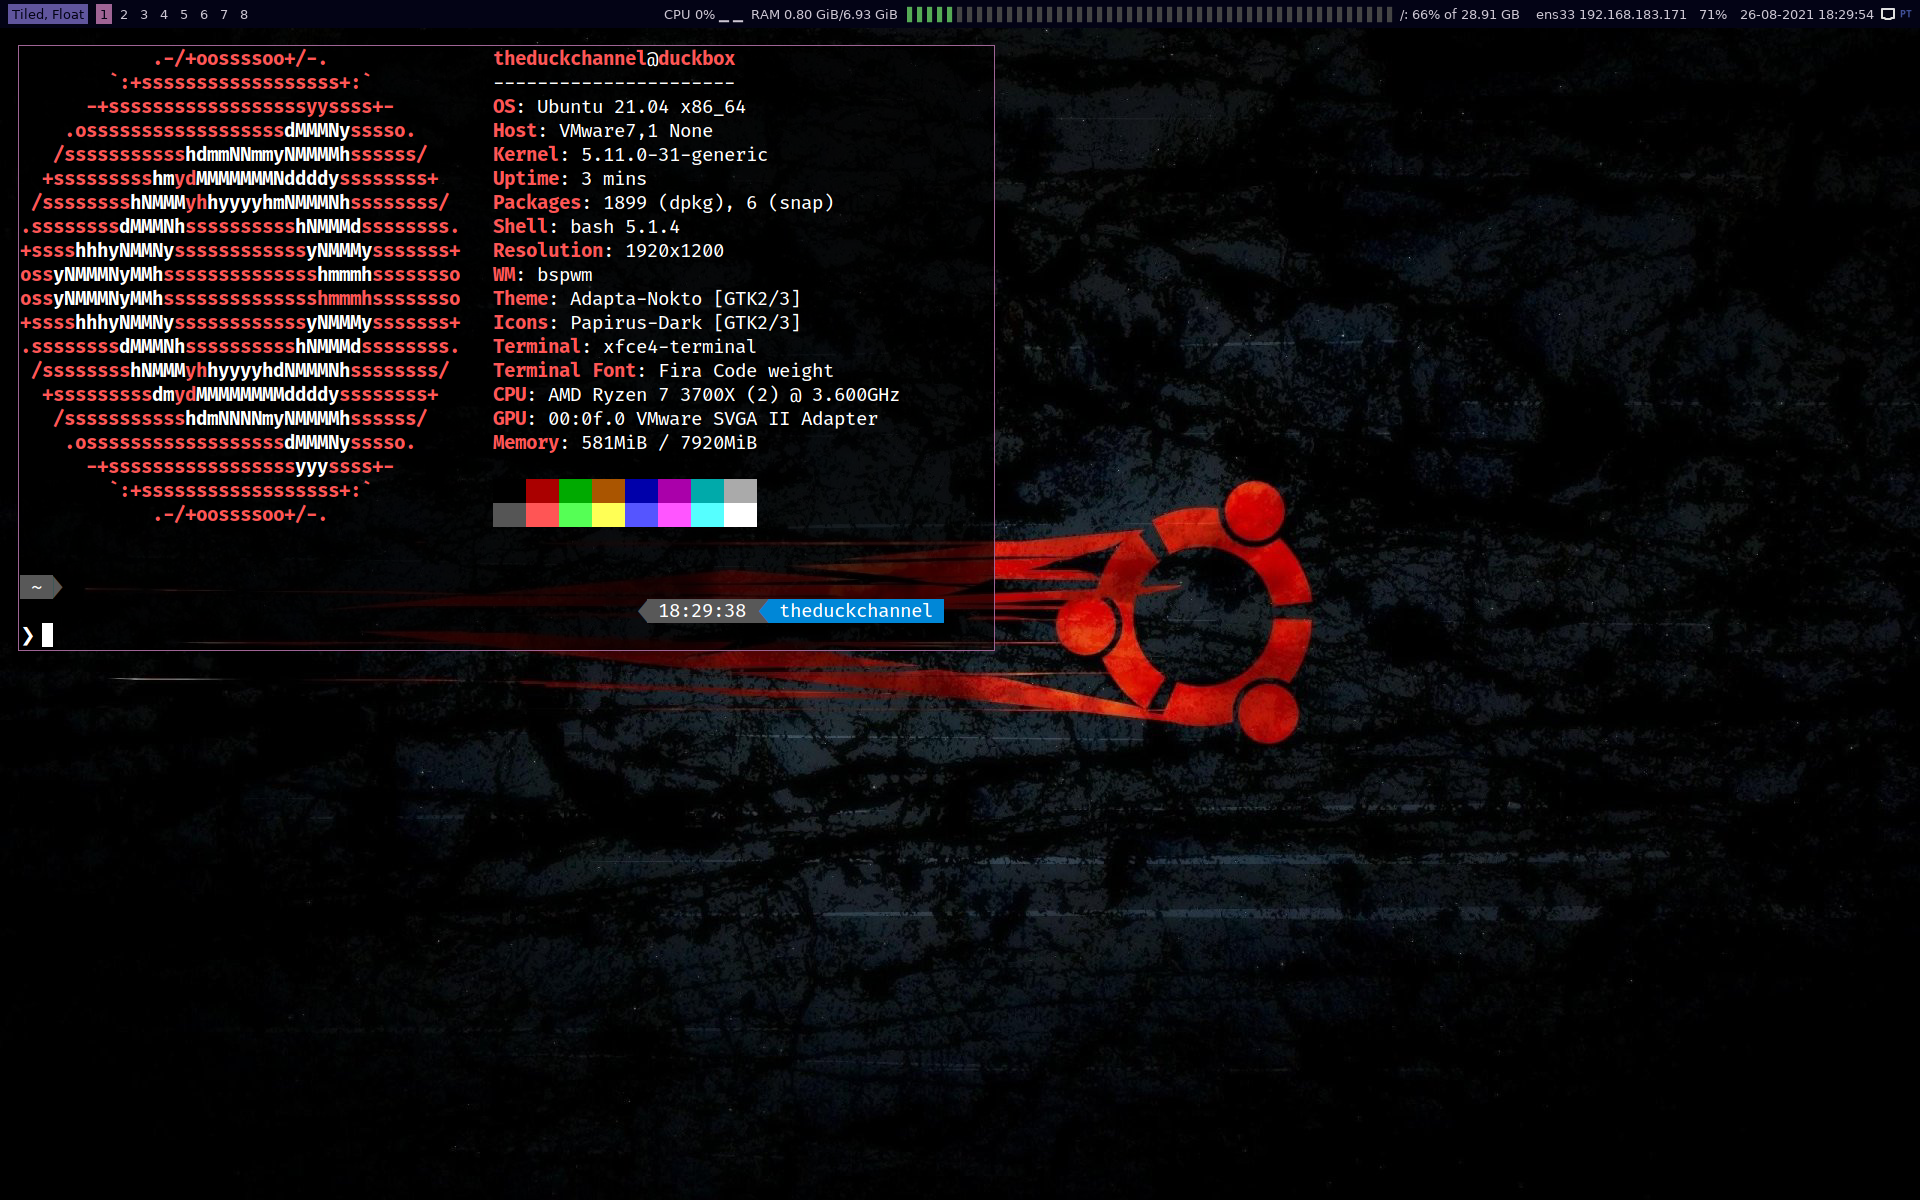 Tiled, Float 1 2 3 4 5 6 7 8 CPU 0% RAM 0.80 GiB/6.93 GiB /: 66% of 28.91 GB ens33 192.168.183.171 71% 26-08-2021 18:29:54 PT
.-/+oossssoo+/-. theduckchannel@duckbox
`:+ssssssssssssssssss+:` ----------------------
-+ssssssssssssssssssyyssss+- OS: Ubuntu 21.04 x86_64
.ossssssssssssssssssdMMMNysssso. Host: VMware7,1 None
/ssssssssssshdmmNNmmyNMMMMhssssss/ Kernel: 5.11.0-31-generic
+ssssssssshmydMMMMMMMNddddyssssssss+ Uptime: 3 mins
/sssssssshNMMMyhhyyyyhmNMMMNhssssssss/ Packages: 1899 (dpkg), 6 (snap)
.ssssssssdMMMNhsssssssssshNMMMdssssssss. Shell: bash 5.1.4
+sssshhhyNMMNyssssssssssssyNMMMysssssss+ Resolution: 1920x1200
ossyNMMMNyMMhsssssssssssssshmmmhssssssso WM: bspwm
ossyNMMMNyMMhsssssssssssssshmmmhssssssso Theme: Adapta-Nokto [GTK2/3]
+sssshhhyNMMNyssssssssssssyNMMMysssssss+ Icons: Papirus-Dark [GTK2/3]
.ssssssssdMMMNhsssssssssshNMMMdssssssss. Terminal: xfce4-terminal
/sssssssshNMMMyhhyyyyhdNMMMNhssssssss/ Terminal Font: Fira Code weight
+sssssssssdmydMMMMMMMMddddyssssssss+ CPU: AMD Ryzen 7 3700X (2) @ 3.600GHz
/ssssssssssshdmNNNNmyNMMMMhssssss/ GPU: 00:0f.0 VMware SVGA II Adapter
.ossssssssssssssssssdMMMNysssso. Memory: 581MiB / 7920MiB
-+sssssssssssssssssyyyssss+-
`:+ssssssssssssssssss+:`
.-/+oossssoo+/-.
~
18:29:38 theduckchannel
❯